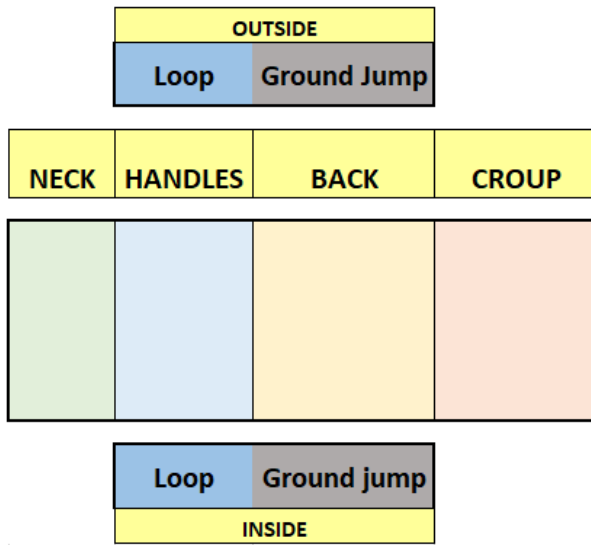 OUTSIDE
Loop Ground Jump
NECK HANDLES BACK CROUP
Loop Ground jump
INSIDE